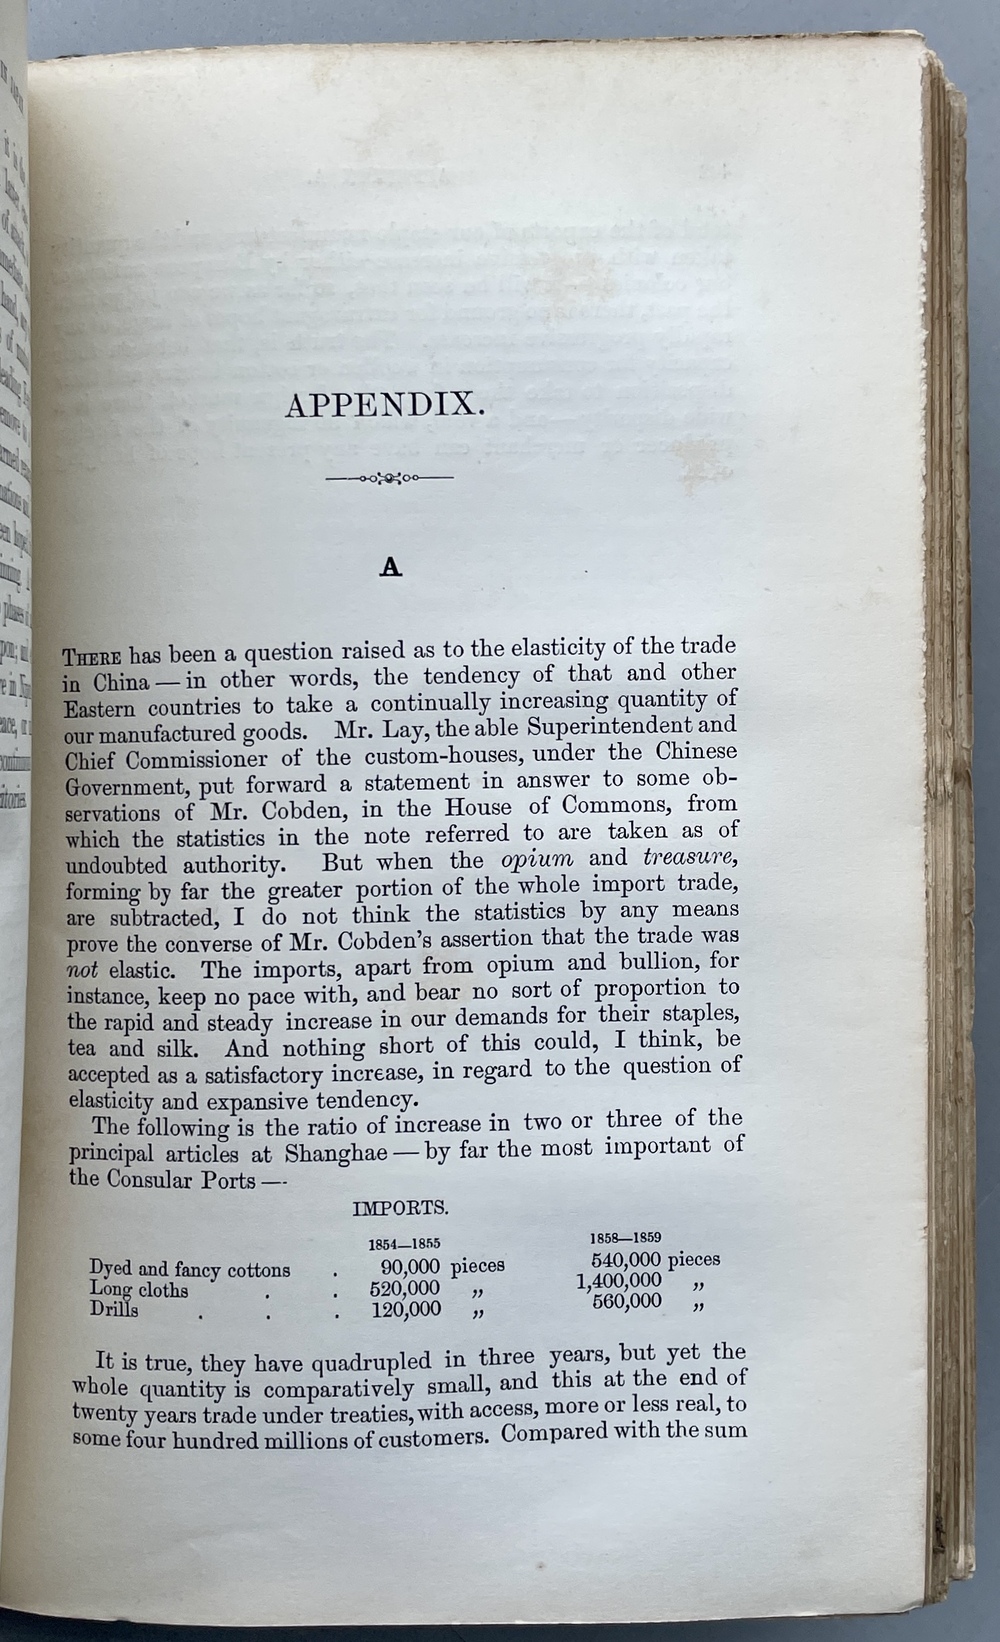 APPENDIX.
A
THERE has been a question raised as to the elasticity of the trade
in China — in other words, the tendency of that and other
Eastern countries to take a continually increasing quantity of
our manufactured goods. Mr. Lay, the able Superintendent and
Chief Commissioner of the custom-houses, under the Chinese
Government, put forward a statement in answer to some ob-
servations of Mr. Cobden, in the House of Commons, from
which the statistics in the note referred to are taken as of
undoubted authority. But when the opium and treasure,
forming by far the greater portion of the whole import trade,
are subtracted, I do not think the statistics by any means
prove the converse of Mr. Cobden's assertion that the trade was
not elastic. The imports, apart from opium and bullion, for
instance, keep no pace with, and bear no sort of proportion to
the rapid and steady increase in our demands for their staples,
tea and silk. And nothing short of this could, I think, be
accepted as a satisfactory increase, in regard to the question of
elasticity and expansive tendency.
The following is the ratio of increase in two or three of the
principal articles at Shanghae — by far the most important of
the Consular Ports —
IMPORTS.
1854—1855 1858—1859
Dyed and fancy cottons . 90,000 pieces 540,000 pieces
Long cloths . . 520,000 „ 1,400,000 „
Drills . . . 120,000 „ 560,000 „
It is true, they have quadrupled in three years, but yet the
whole quantity is comparatively small, and this at the end of
twenty years trade under treaties, with access, more or less real, to
some four hundred millions of customers. Compared with the sum